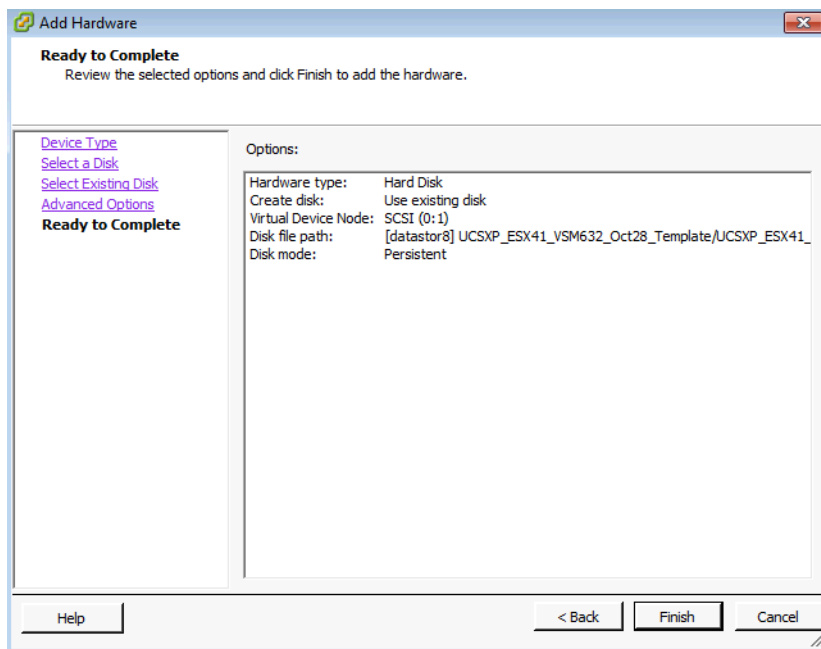 Add Hardware
Ready to Complete
Review the selected options and click Finish to add the hardware.
Device Type
Select a Disk
Select Existing Disk
Advanced Options
Ready to Complete
Options:
Hardware type: Hard Disk
Create disk: Use existing disk
Virtual Device Node: SCSI (0:1)
Disk file path: [datastor8] UCSXP_ESX41_VSM632_Oct28_Template/UCSXP_ESX41_
Disk mode: Persistent
Help
< Back
Finish
Cancel